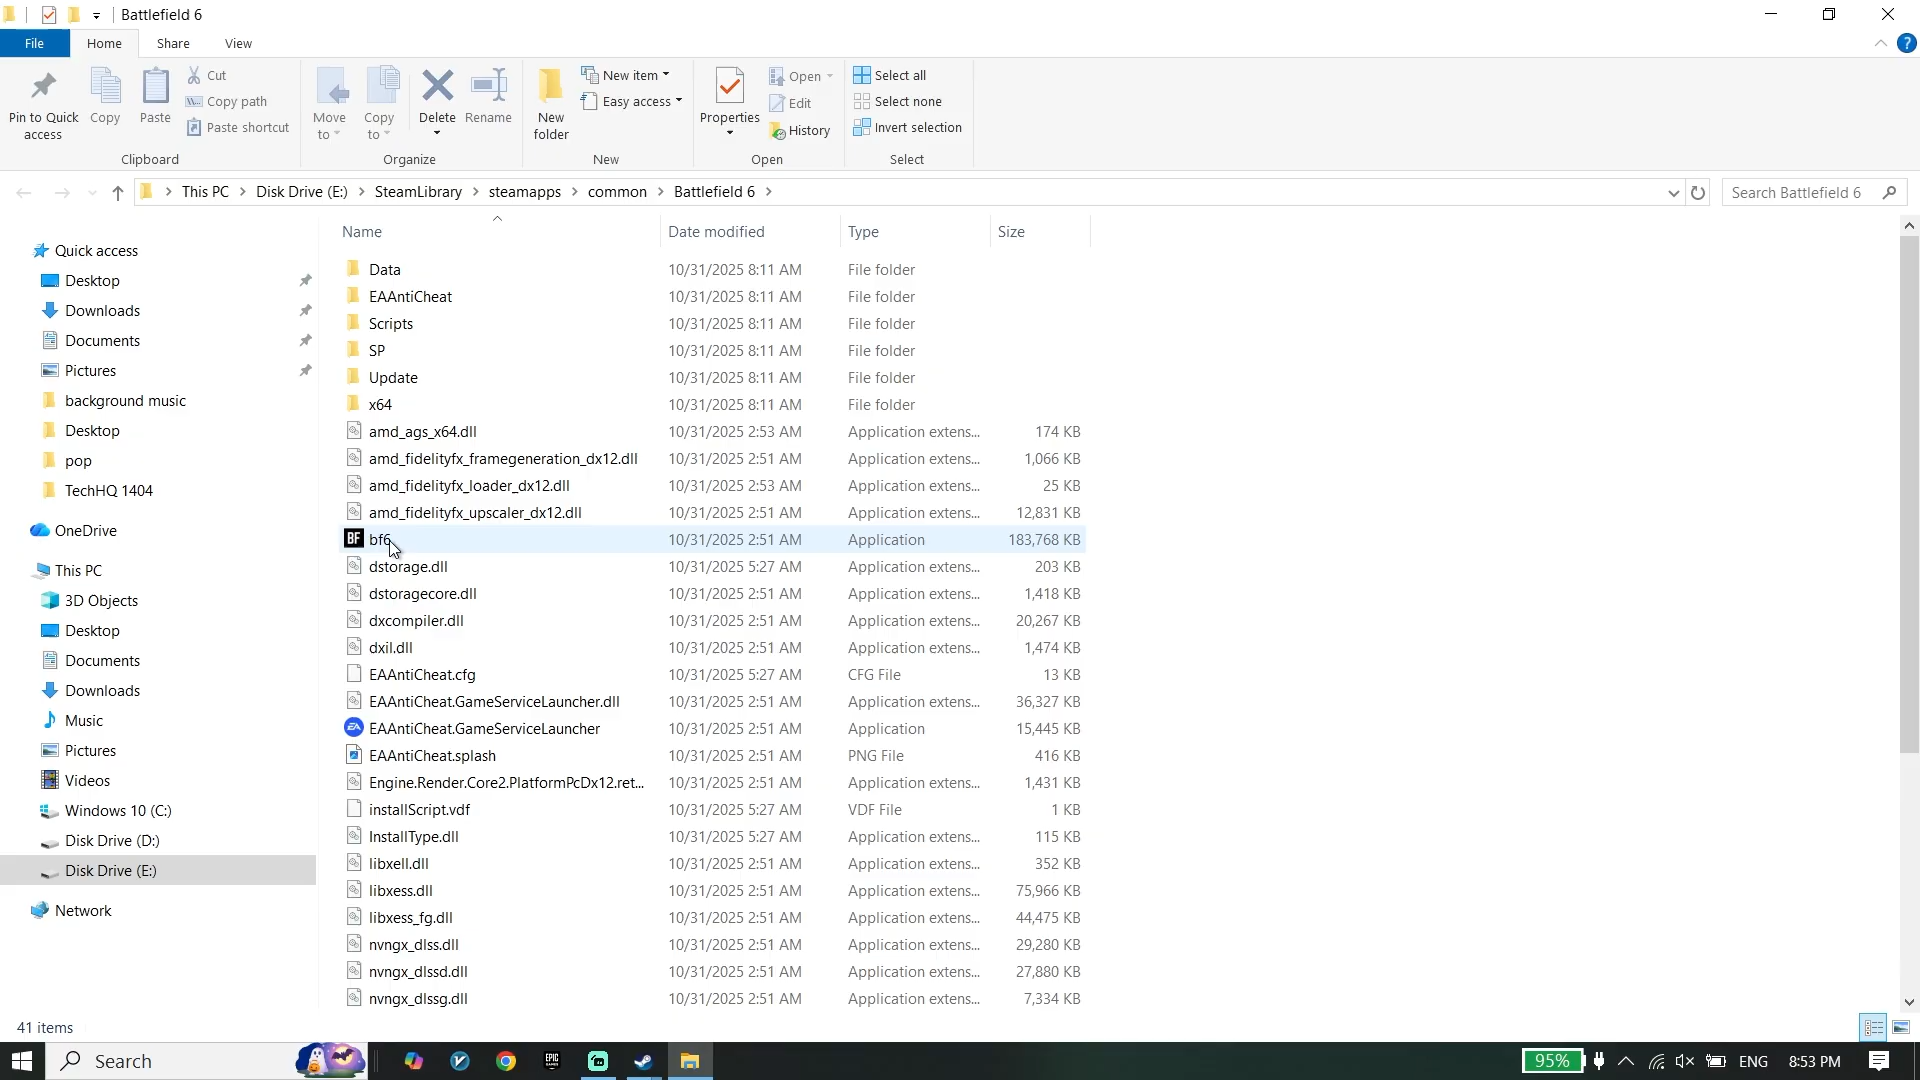 Battlefield 6
File Home Share View
Pin to Quick access
Copy
Paste
Cut
Copy path
Paste shortcut
Clipboard
Move to
Copy to
Delete
Rename
Organize
New folder
New item
Easy access
New
Properties
Open
Edit
History
Open
Select all
Select none
Invert selection
Select
This PC > Disk Drive (E:) > SteamLibrary > steamapps > common > Battlefield 6 >
Search Battlefield 6
Quick access
Desktop
Downloads
Documents
Pictures
background music
Desktop
pop
TechHQ 1404
OneDrive
This PC
3D Objects
Desktop
Documents
Downloads
Music
Pictures
Videos
Windows 10 (C:)
Disk Drive (D:)
Disk Drive (E:)
Network
Name Date modified Type Size
Data 10/31/2025 8:11 AM File folder
EAAntiCheat 10/31/2025 8:11 AM File folder
Scripts 10/31/2025 8:11 AM File folder
SP 10/31/2025 8:11 AM File folder
Update 10/31/2025 8:11 AM File folder
x64 10/31/2025 8:11 AM File folder
amd_ags_x64.dll 10/31/2025 2:53 AM Application extens... 174 KB
amd_fidelityfx_framegeneration_dx12.dll 10/31/2025 2:51 AM Application extens... 1,066 KB
amd_fidelityfx_loader_dx12.dll 10/31/2025 2:53 AM Application extens... 25 KB
amd_fidelityfx_upscaler_dx12.dll 10/31/2025 2:51 AM Application extens... 12,831 KB
BF bf6 10/31/2025 2:51 AM Application 183,768 KB
dstorage.dll 10/31/2025 5:27 AM Application extens... 203 KB
dstoragecore.dll 10/31/2025 2:51 AM Application extens... 1,418 KB
dxcompiler.dll 10/31/2025 2:51 AM Application extens... 20,267 KB
dxil.dll 10/31/2025 2:51 AM Application extens... 1,474 KB
EAAntiCheat.cfg 10/31/2025 5:27 AM CFG File 13 KB
EAAntiCheat.GameServiceLauncher.dll 10/31/2025 2:51 AM Application extens... 36,327 KB
EA EAAntiCheat.GameServiceLauncher 10/31/2025 2:51 AM Application 15,445 KB
EAAntiCheat.splash 10/31/2025 2:51 AM PNG File 416 KB
Engine.Render.Core2.PlatformPcDx12.ret... 10/31/2025 2:51 AM Application extens... 1,431 KB
installScript.vdf 10/31/2025 5:27 AM VDF File 1 KB
InstallType.dll 10/31/2025 5:27 AM Application extens... 115 KB
libxell.dll 10/31/2025 2:51 AM Application extens... 352 KB
libxess.dll 10/31/2025 2:51 AM Application extens... 75,966 KB
libxess_fg.dll 10/31/2025 2:51 AM Application extens... 44,475 KB
nvngx_dlss.dll 10/31/2025 2:51 AM Application extens... 29,280 KB
nvngx_dlssd.dll 10/31/2025 2:51 AM Application extens... 27,880 KB
nvngx_dlssg.dll 10/31/2025 2:51 AM Application extens... 7,334 KB
41 items
Search
EPIC GAMES
95%
ENG
8:53 PM